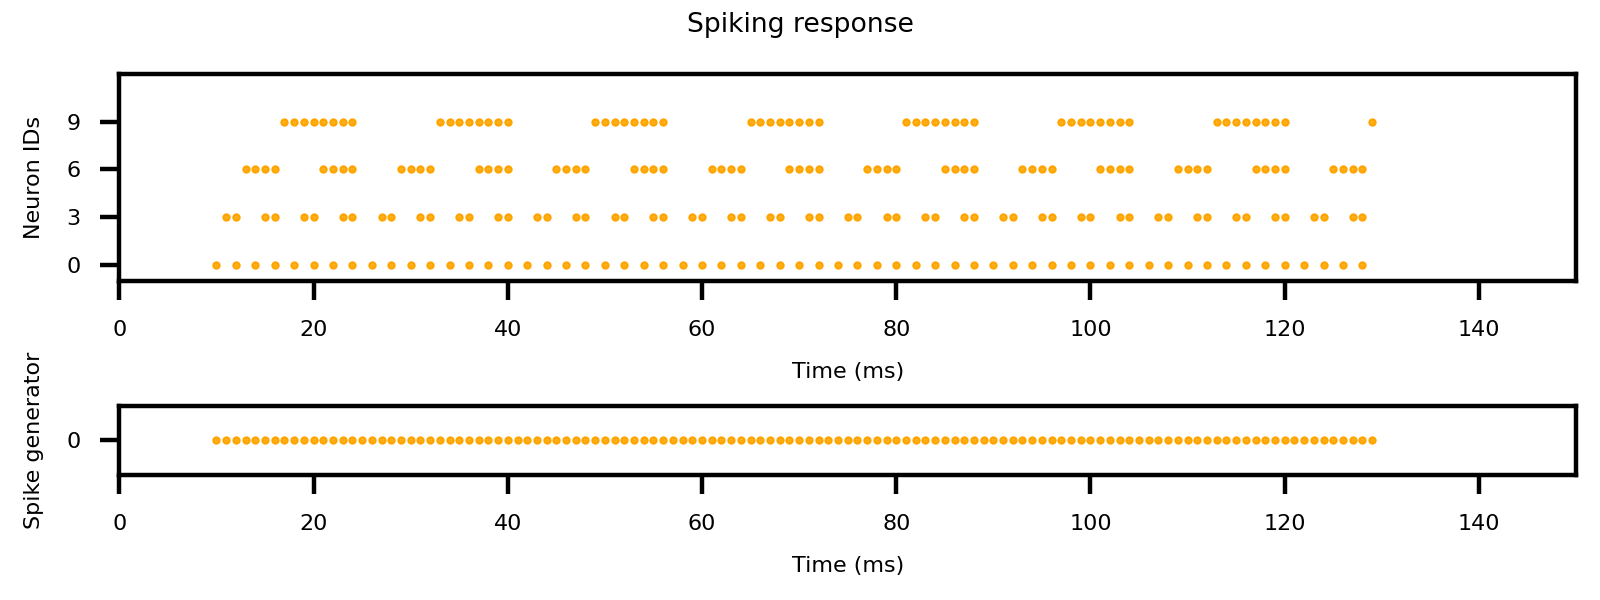 Spiking response
Neuron IDs
9
6
3
0
0 20 40 60 80 100 120 140
Time (ms)
Spike generator
0
0 20 40 60 80 100 120 140
Time (ms)